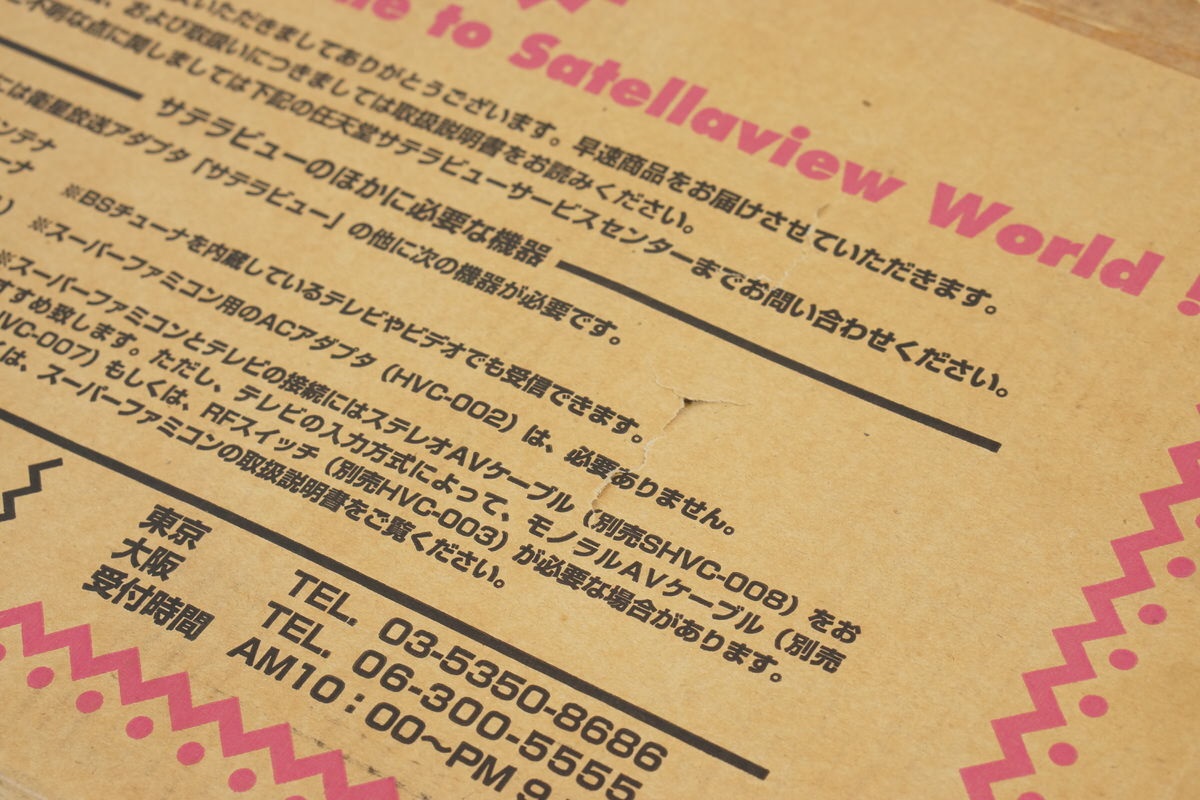 to Satellaview World !
いただきましてありがとうございます。早速商品をお届けさせていただきます。
および取扱いにつきましては取扱説明書をお読みください。
不明な点に関しましては下記の任天堂サテラビューサービスセンターまでお問い合わせください。
サテラビューのほかに必要な機器
には衛星放送アダプタ「サテラビュー」の他に次の機器が必要です。
ンテナ
ーナ
※BSチューナを内蔵しているテレビやビデオでも受信できます。
※スーパーファミコン用のACアダプタ(HVC-002)は、必要ありません。
※スーパーファミコンとテレビの接続にはステレオAVケーブル(別売SHVC-008)をお
すすめ致します。ただし、テレビの入力方式によって、モノラルAVケーブル(別売
HVC-007)もしくは、RFスイッチ(別売HVC-003)が必要な場合があります。
は、スーパーファミコンの取扱説明書をご覧ください。
東京 TEL. 03-5350-8686
大阪 TEL. 06-300-5555
受付時間 AM10:00~PM 9